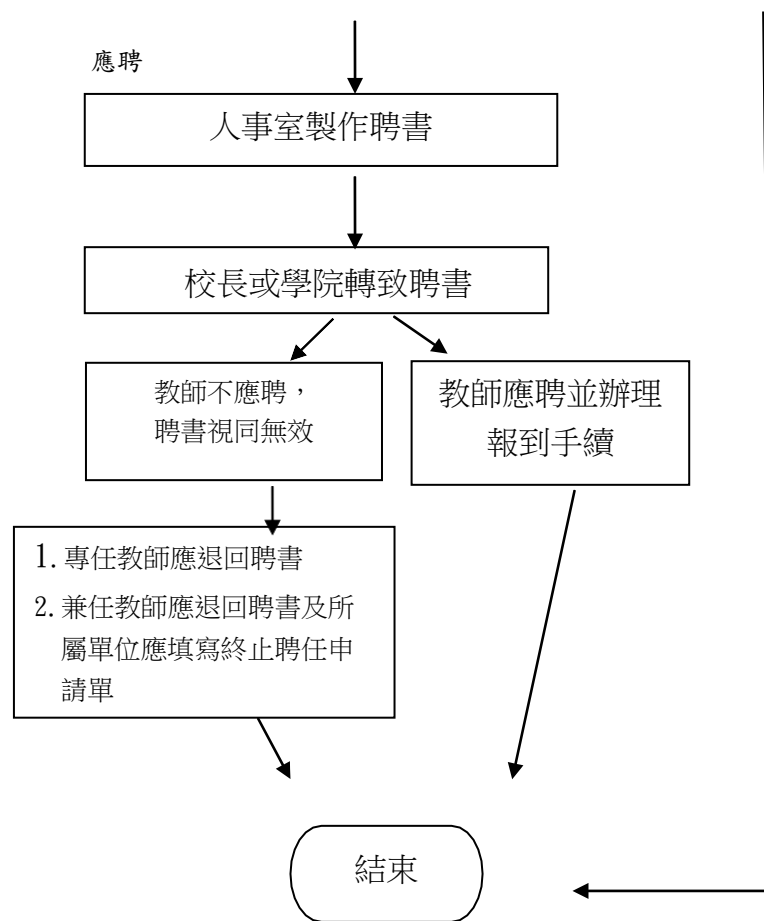 應聘
人事室製作聘書
校長或學院轉致聘書
教師不應聘，
聘書視同無效
教師應聘並辦理
報到手續
1. 專任教師應退回聘書
2. 兼任教師應退回聘書及所
屬單位應填寫終止聘任申
請單
結束